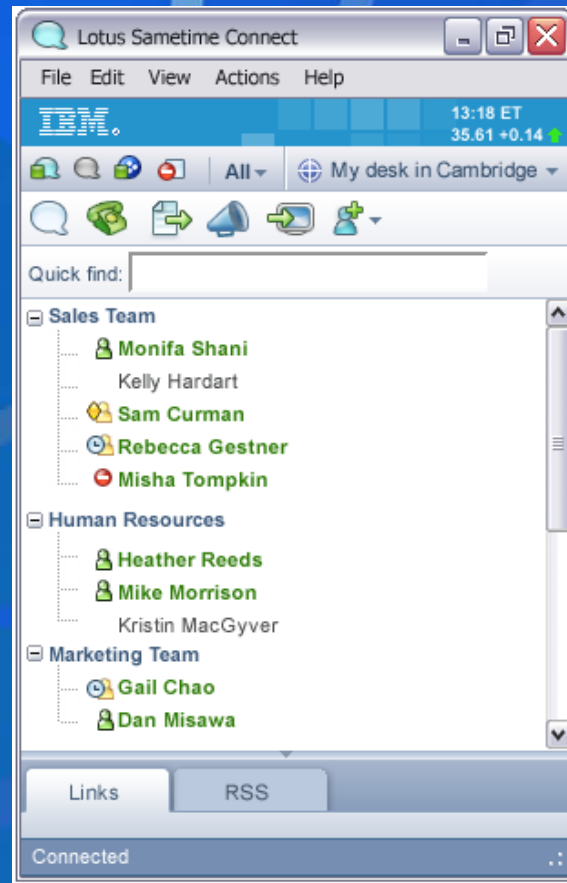 Lotus Sametime Connect
File Edit View Actions Help
IBM.
13:18 ET
35.61 +0.14
All
My desk in Cambridge
Quick find:
Sales Team
Monifa Shani
Kelly Hardart
Sam Curman
Rebecca Gestner
Misha Tompkin
Human Resources
Heather Reeds
Mike Morrison
Kristin MacGyver
Marketing Team
Gail Chao
Dan Misawa
Links RSS
Connected